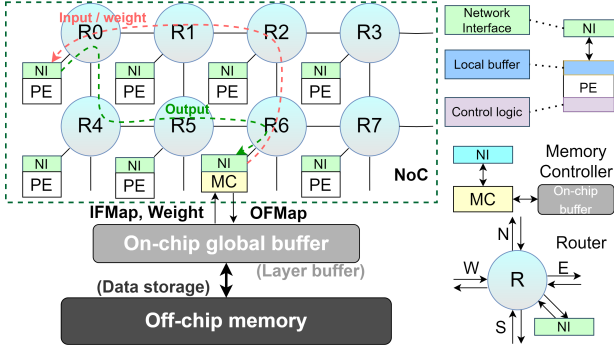 Input / weight
R0
R1
R2
R3
NI
PE
NI
PE
NI
PE
NI
PE
Output
R4
R5
R6
R7
NI
PE
NI
PE
NI
MC
NI
PE
NoC
IFMap, Weight
OFMap
On-chip global buffer
(Layer buffer)
(Data storage)
Off-chip memory
Network
Interface
NI
Local buffer
PE
Control logic
NI
Memory
Controller
MC
On-chip
buffer
N
Router
W
E
R
S
NI